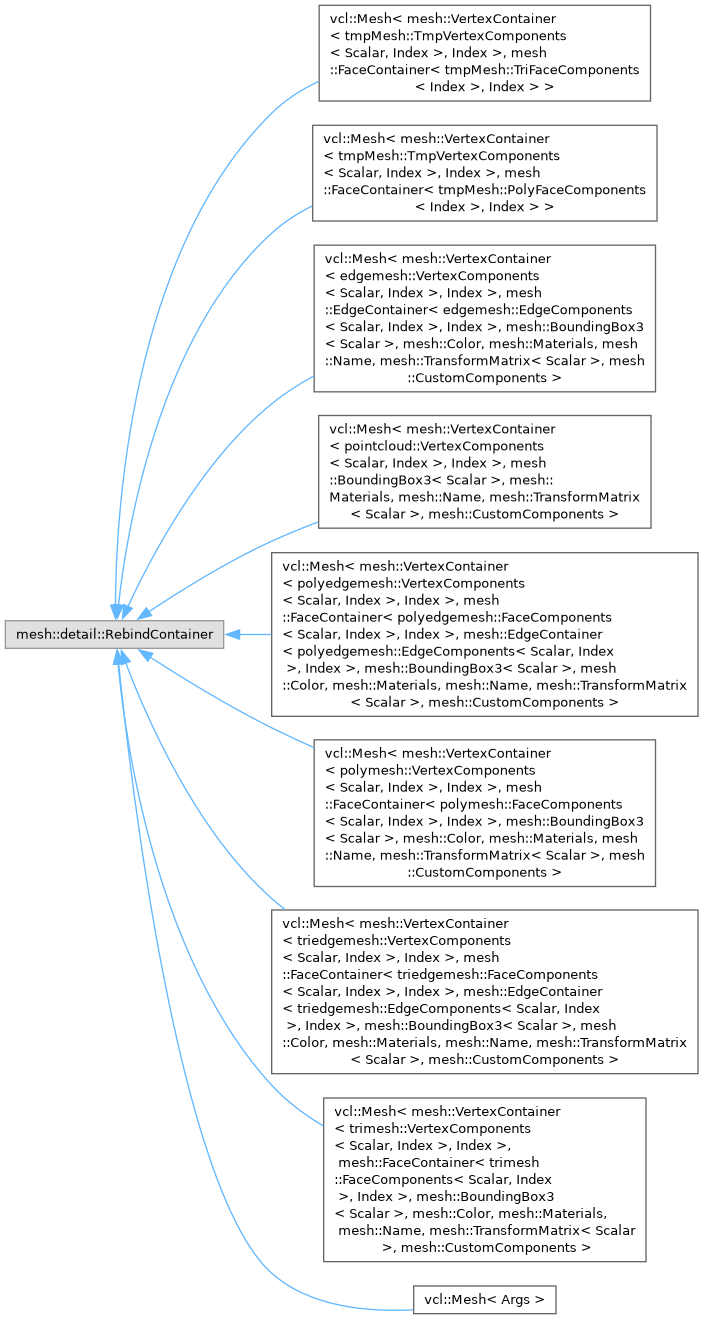 vcl::Mesh< mesh::VertexContainer
< tmpMesh::TmpVertexComponents
< Scalar, Index >, Index >, mesh
::FaceContainer< tmpMesh::TriFaceComponents
< Index >, Index > >
vcl::Mesh< mesh::VertexContainer
< tmpMesh::TmpVertexComponents
< Scalar, Index >, Index >, mesh
::FaceContainer< tmpMesh::PolyFaceComponents
< Index >, Index > >
vcl::Mesh< mesh::VertexContainer
< edgemesh::VertexComponents
< Scalar, Index >, Index >, mesh
::EdgeContainer< edgemesh::EdgeComponents
< Scalar, Index >, Index >, mesh::BoundingBox3
< Scalar >, mesh::Color, mesh::Materials, mesh
::Name, mesh::TransformMatrix< Scalar >, mesh
::CustomComponents >
vcl::Mesh< mesh::VertexContainer
< pointcloud::VertexComponents
< Scalar, Index >, Index >, mesh
::BoundingBox3< Scalar >, mesh::
Materials, mesh::Name, mesh::TransformMatrix
< Scalar >, mesh::CustomComponents >
mesh::detail::RebindContainer
vcl::Mesh< mesh::VertexContainer
< polyedgemesh::VertexComponents
< Scalar, Index >, Index >, mesh
::FaceContainer< polyedgemesh::FaceComponents
< Scalar, Index >, Index >, mesh::EdgeContainer
< polyedgemesh::EdgeComponents< Scalar, Index
>, Index >, mesh::BoundingBox3< Scalar >, mesh
::Color, mesh::Materials, mesh::Name, mesh::TransformMatrix
< Scalar >, mesh::CustomComponents >
vcl::Mesh< mesh::VertexContainer
< polymesh::VertexComponents
< Scalar, Index >, Index >, mesh
::FaceContainer< polymesh::FaceComponents
< Scalar, Index >, Index >, mesh::BoundingBox3
< Scalar >, mesh::Color, mesh::Materials, mesh
::Name, mesh::TransformMatrix< Scalar >, mesh
::CustomComponents >
vcl::Mesh< mesh::VertexContainer
< triedgemesh::VertexComponents
< Scalar, Index >, Index >, mesh
::FaceContainer< triedgemesh::FaceComponents
< Scalar, Index >, Index >, mesh::EdgeContainer
< triedgemesh::EdgeComponents< Scalar, Index
>, Index >, mesh::BoundingBox3< Scalar >, mesh
::Color, mesh::Materials, mesh::Name, mesh::TransformMatrix
< Scalar >, mesh::CustomComponents >
vcl::Mesh< mesh::VertexContainer
< trimesh::VertexComponents
< Scalar, Index >, Index >,
mesh::FaceContainer< trimesh
::FaceComponents< Scalar, Index
>, Index >, mesh::BoundingBox3
< Scalar >, mesh::Color, mesh::Materials,
mesh::Name, mesh::TransformMatrix< Scalar
>, mesh::CustomComponents >
vcl::Mesh< Args >